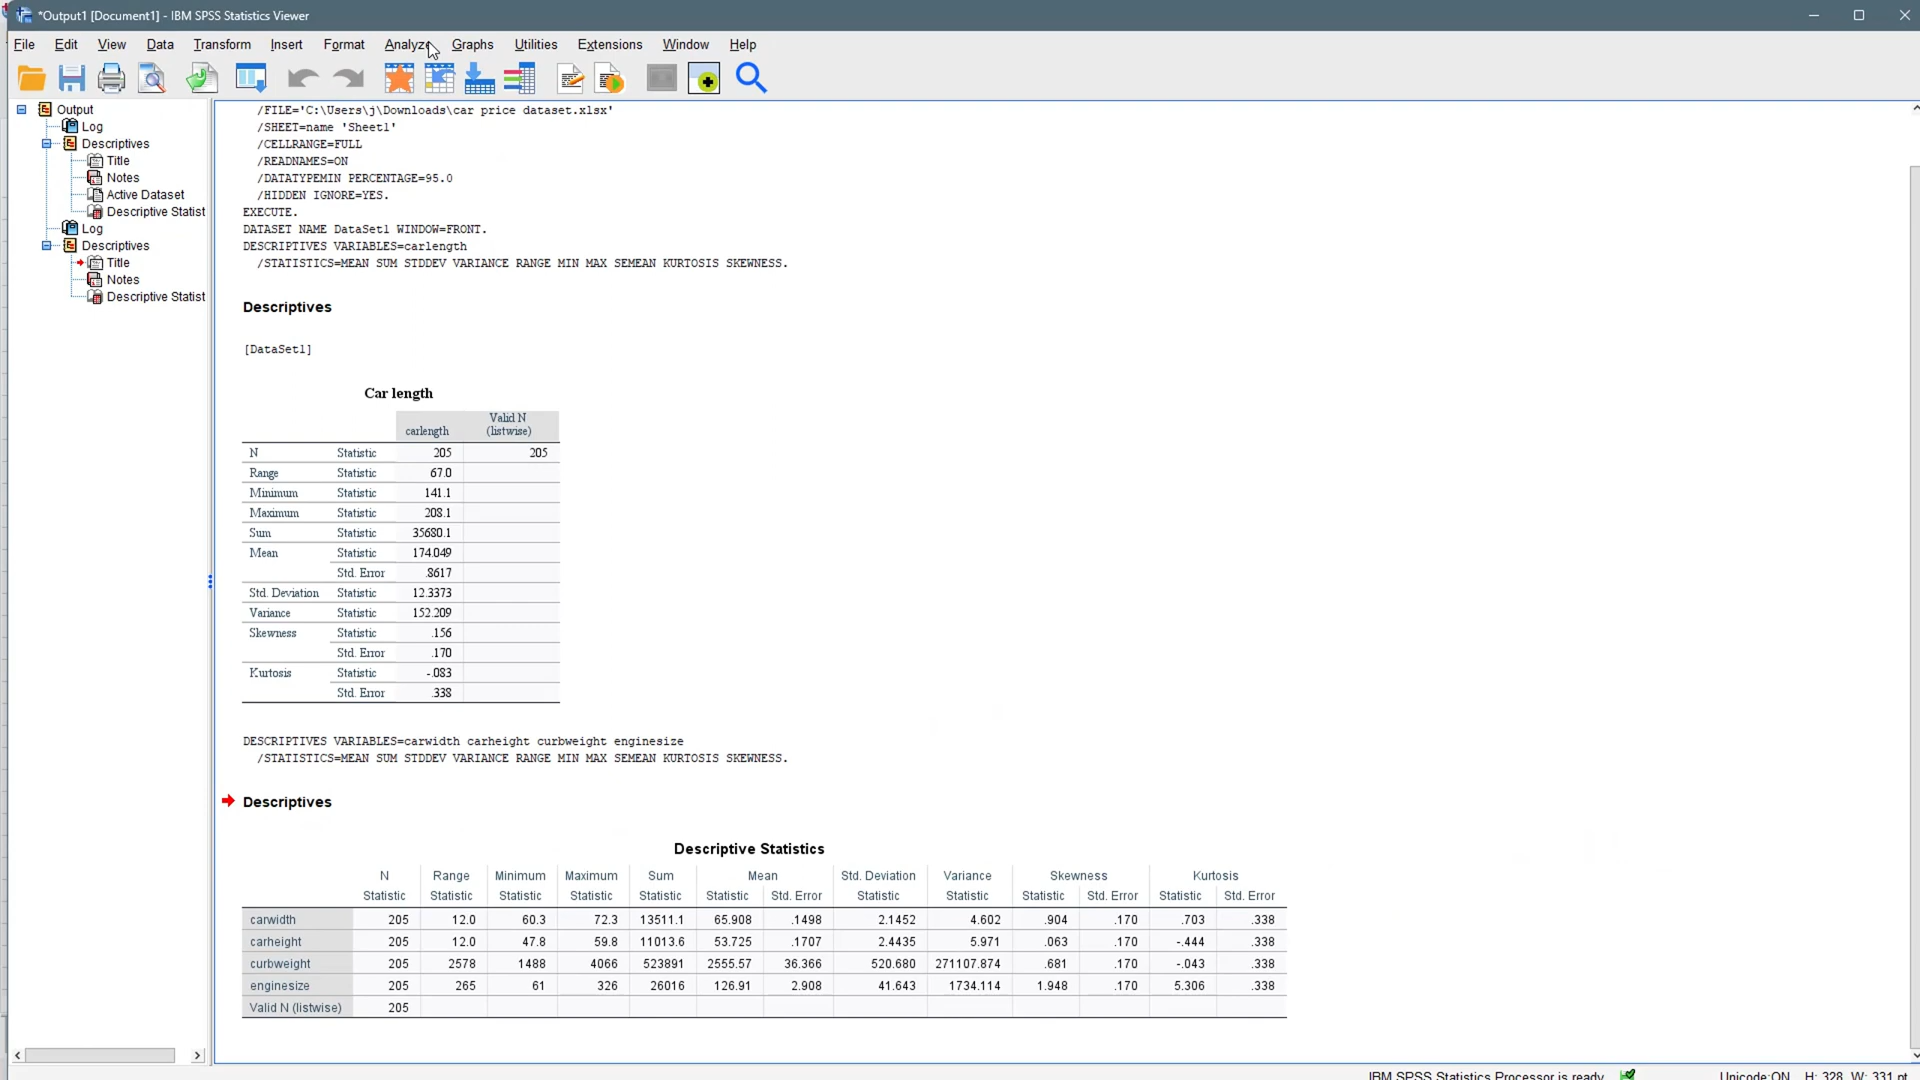 *Output1 [Document1] - IBM SPSS Statistics Viewer
File Edit View Data Transform Insert Format Analyze Graphs Utilities Extensions Window Help
Output
Log
Descriptives
Title
Notes
Active Dataset
Descriptive Statist
Log
Descriptives
Title
Notes
Descriptive Statist
/FILE='C:\Users\j\Downloads\car price dataset.xlsx'
/SHEET=name 'Sheet1'
/CELLRANGE=FULL
/READNAMES=ON
/DATATYPEMIN PERCENTAGE=95.0
/HIDDEN IGNORE=YES.
EXECUTE.
DATASET NAME DataSet1 WINDOW=FRONT.
DESCRIPTIVES VARIABLES=carlength
/STATISTICS=MEAN SUM STDDEV VARIANCE RANGE MIN MAX SEMEAN KURTOSIS SKEWNESS.
Descriptives
[DataSet1]
Car length
carlength Valid N (listwise)
N Statistic 205 205
Range Statistic 67.0
Minimum Statistic 141.1
Maximum Statistic 208.1
Sum Statistic 35680.1
Mean Statistic 174.049
Std. Error .8617
Std. Deviation Statistic 12.3373
Variance Statistic 152.209
Skewness Statistic .156
Std. Error .170
Kurtosis Statistic -.083
Std. Error .338
DESCRIPTIVES VARIABLES=carwidth carheight curbweight enginesize
/STATISTICS=MEAN SUM STDDEV VARIANCE RANGE MIN MAX SEMEAN KURTOSIS SKEWNESS.
Descriptives
Descriptive Statistics
N Range Minimum Maximum Sum Mean Std. Deviation Variance Skewness Kurtosis
Statistic Statistic Statistic Statistic Statistic Statistic Std. Error Statistic Statistic Statistic Std. Error Statistic Std. Error
carwidth 205 12.0 60.3 72.3 13511.1 65.908 .1498 2.1452 4.602 .904 .170 .703 .338
carheight 205 12.0 47.8 59.8 11013.6 53.725 .1707 2.4435 5.971 .063 .170 -.444 .338
curbweight 205 2578 1488 4066 523891 2555.57 36.366 520.680 271107.874 .681 .170 -.043 .338
enginesize 205 265 61 326 26016 126.91 2.908 41.643 1734.114 1.948 .170 5.306 .338
Valid N (listwise) 205
IBM SPSS Statistics Processor is ready Unicode:ON H: 328, W: 331 pt